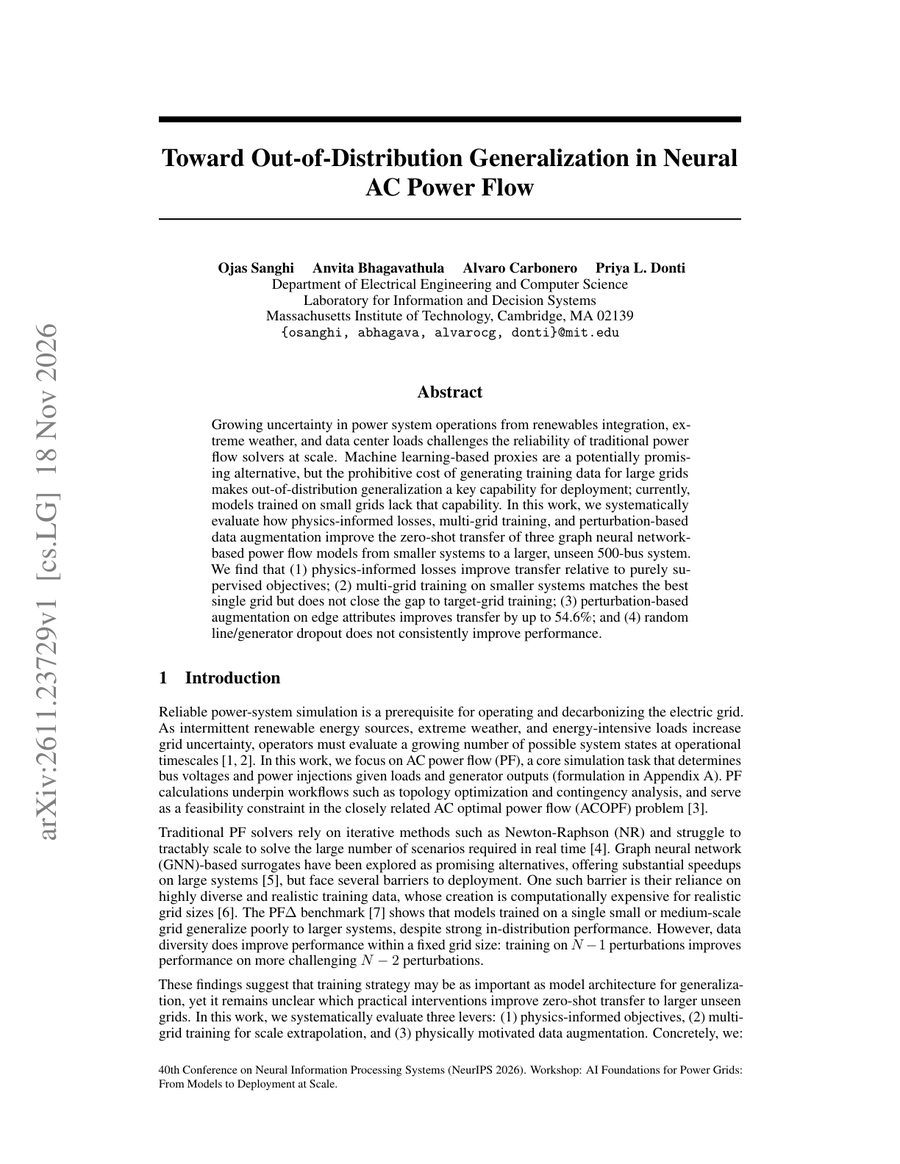 Toward Out-of-Distribution Generalization in Neural
AC Power Flow
Ojas Sanghi Anvita Bhagavathula Alvaro Carbonero Priya L. Donti
Department of Electrical Engineering and Computer Science
Laboratory for Information and Decision Systems
Massachusetts Institute of Technology, Cambridge, MA 02139
{osanghi, abhagava, alvarocg, donti}@mit.edu
Abstract
Growing uncertainty in power system operations from renewables integration, ex-
treme weather, and data center loads challenges the reliability of traditional power
flow solvers at scale. Machine learning-based proxies are a potentially promis-
ing alternative, but the prohibitive cost of generating training data for large grids
makes out-of-distribution generalization a key capability for deployment; currently,
models trained on small grids lack that capability. In this work, we systematically
evaluate how physics-informed losses, multi-grid training, and perturbation-based
data augmentation improve the zero-shot transfer of three graph neural network-
based power flow models from smaller systems to a larger, unseen 500-bus system.
We find that (1) physics-informed losses improve transfer relative to purely su-
pervised objectives; (2) multi-grid training on smaller systems matches the best
single grid but does not close the gap to target-grid training; (3) perturbation-based
augmentation on edge attributes improves transfer by up to 54.6%; and (4) random
line/generator dropout does not consistently improve performance.
1 Introduction
Reliable power-system simulation is a prerequisite for operating and decarbonizing the electric grid.
As intermittent renewable energy sources, extreme weather, and energy-intensive loads increase
grid uncertainty, operators must evaluate a growing number of possible system states at operational
timescales [1, 2]. In this work, we focus on AC power flow (PF), a core simulation task that determines
bus voltages and power injections given loads and generator outputs (formulation in Appendix A). PF
calculations underpin workflows such as topology optimization and contingency analysis, and serve
as a feasibility constraint in the closely related AC optimal power flow (ACOPF) problem [3].
Traditional PF solvers rely on iterative methods such as Newton-Raphson (NR) and struggle to
tractably scale to solve the large number of scenarios required in real time [4]. Graph neural network
(GNN)-based surrogates have been explored as promising alternatives, offering substantial speedups
on large systems [5], but face several barriers to deployment. One such barrier is their reliance on
highly diverse and realistic training data, whose creation is computationally expensive for realistic
grid sizes [6]. The PFΔ benchmark [7] shows that models trained on a single small or medium-scale
grid generalize poorly to larger systems, despite strong in-distribution performance. However, data
diversity does improve performance within a fixed grid size: training on N − 1 perturbations improves
performance on more challenging N − 2 perturbations.
These findings suggest that training strategy may be as important as model architecture for generaliza-
tion, yet it remains unclear which practical interventions improve zero-shot transfer to larger unseen
grids. In this work, we systematically evaluate three levers: (1) physics-informed objectives, (2) multi-
grid training for scale extrapolation, and (3) physically motivated data augmentation. Concretely, we:
40th Conference on Neural Information Processing Systems (NeurIPS 2026). Workshop: AI Foundations for Power Grids:
From Models to Deployment at Scale.
arXiv:2611.23729v1 [cs.LG] 18 Nov 2026